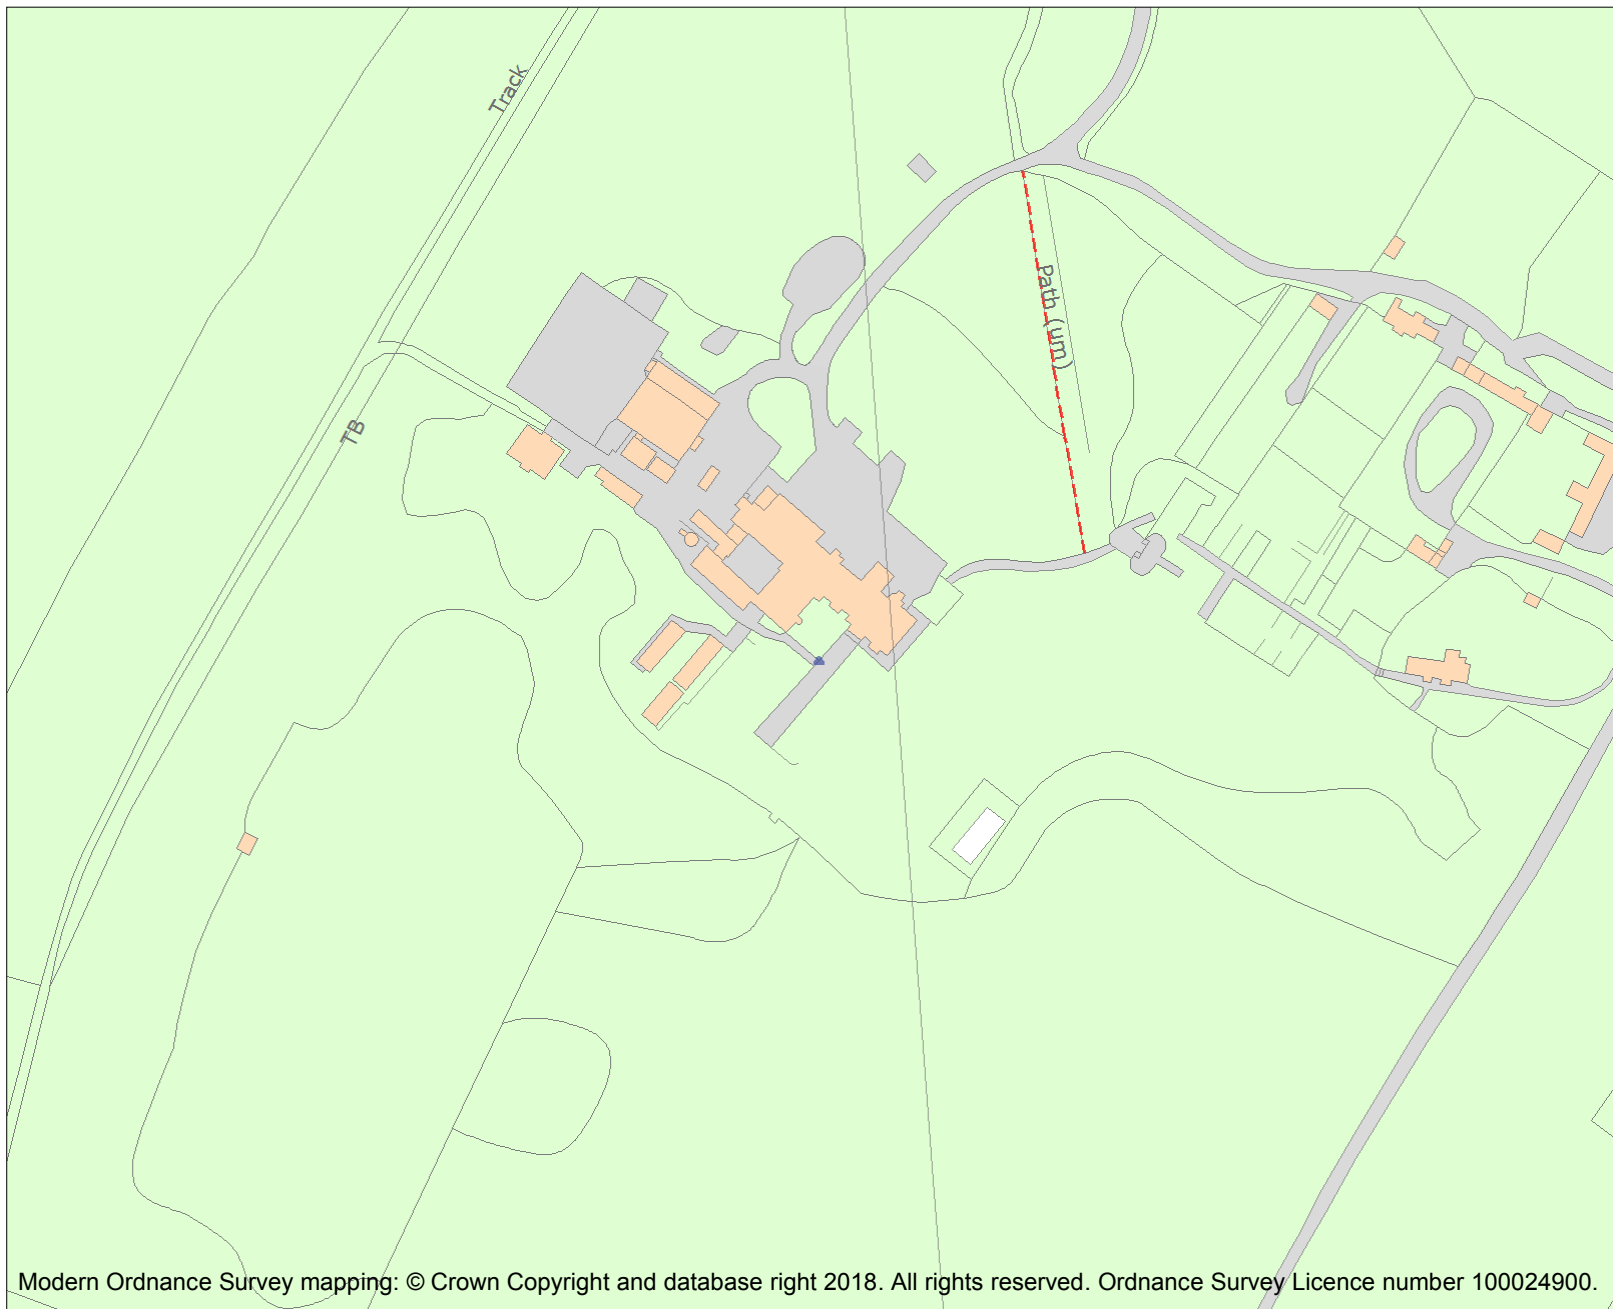 Track
Path (um)
TB
Modern Ordnance Survey mapping: © Crown Copyright and database right 2018. All rights reserved. Ordnance Survey Licence number 100024900.